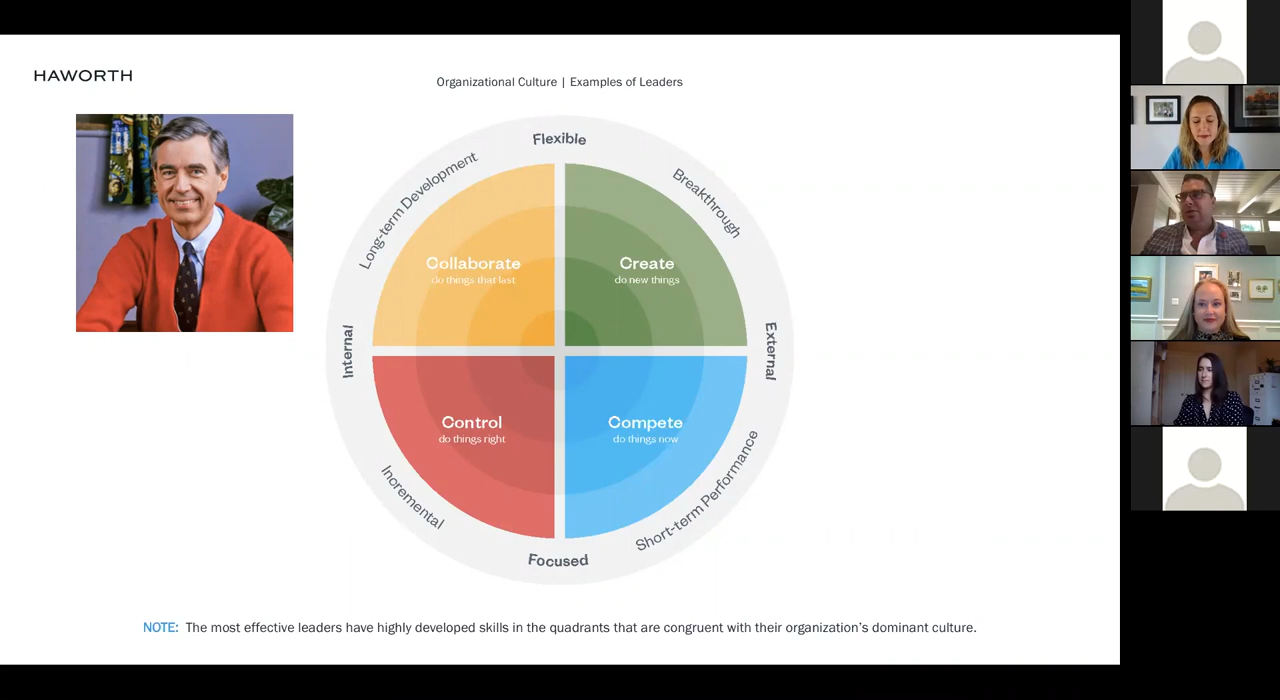 HAWORTH
Organizational Culture | Examples of Leaders
Flexible
Long-term Development
Breakthrough
Collaborate
do things that last
Create
do new things
Internal
External
Control
do things right
Compete
do things now
Incremental
Short-term Performance
Focused
NOTE: The most effective leaders have highly developed skills in the quadrants that are congruent with their organization's dominant culture.